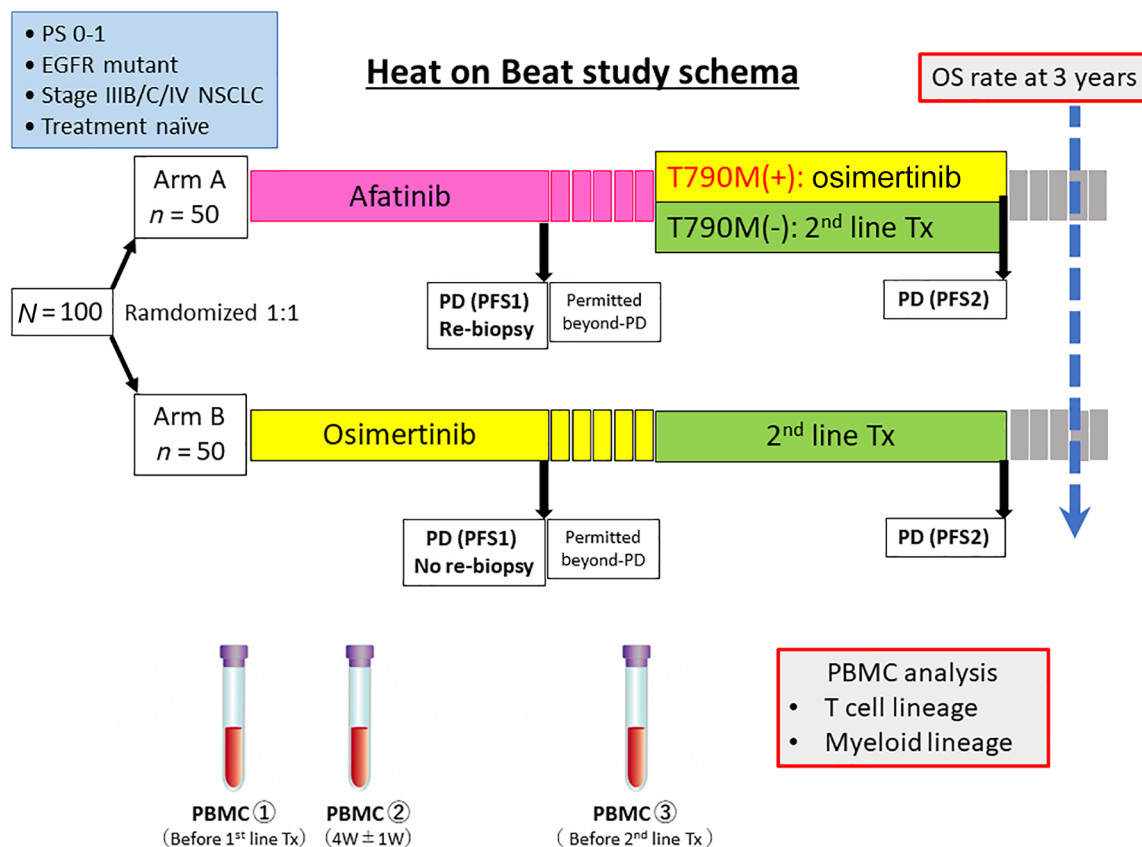 • PS 0-1
• EGFR mutant
• Stage IIIB/C/IV NSCLC
• Treatment naïve
Heat on Beat study schema
OS rate at 3 years
Arm A
n = 50
Afatinib
T790M(+): osimertinib
T790M(-): 2nd line Tx
PD (PFS1)
Re-biopsy
Permitted
beyond-PD
PD (PFS2)
N = 100
Ramdomized 1:1
Arm B
n = 50
Osimertinib
2nd line Tx
PD (PFS1)
No re-biopsy
Permitted
beyond-PD
PD (PFS2)
PBMC analysis
• T cell lineage
• Myeloid lineage
PBMC①
(Before 1st line Tx)
PBMC②
(4W±1W)
PBMC③
( Before 2nd line Tx )